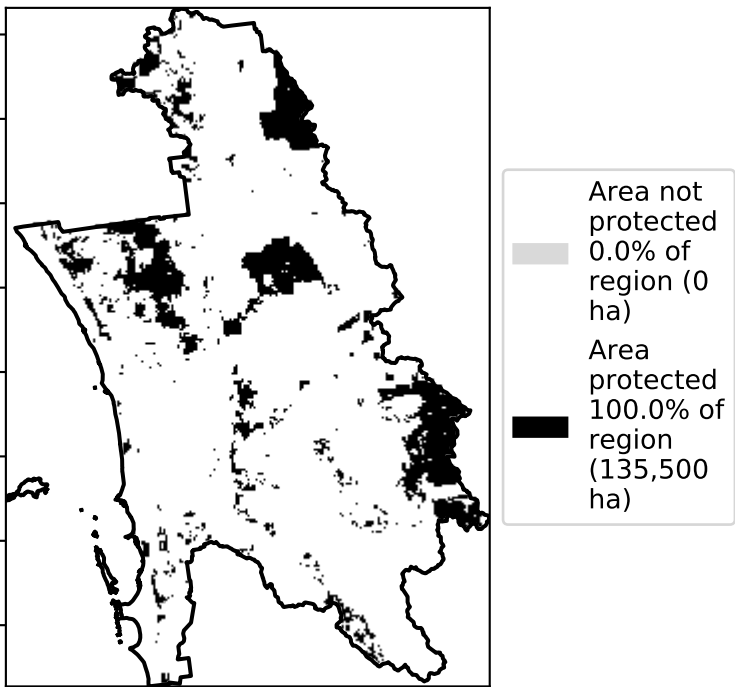 Area not
protected
0.0% of
region (0
ha)
Area
protected
100.0% of
region
(135,500
ha)